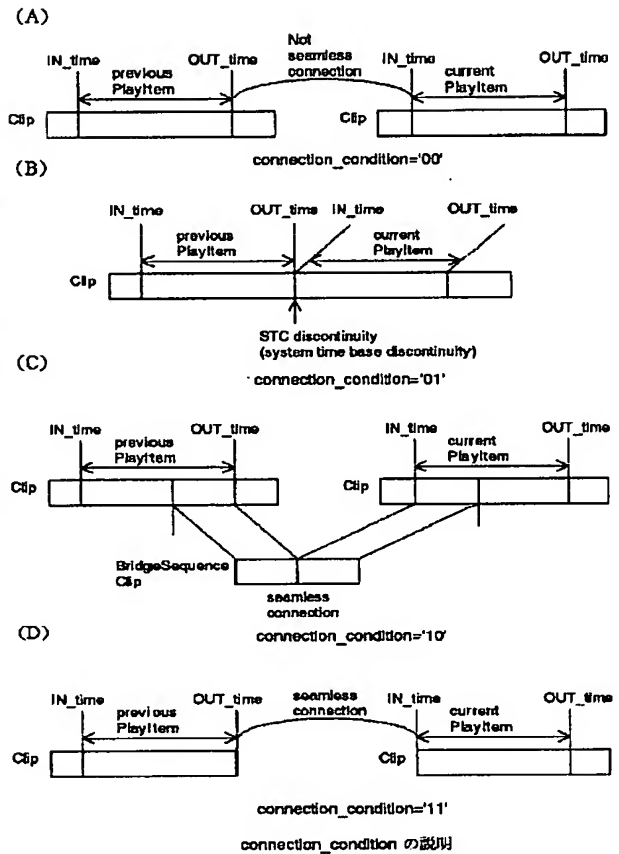 (A)
Not
seamless
connection
IN_time
previous
PlayItem
OUT_time
IN_time
current
PlayItem
OUT_time
Clip
Clip
connection_condition='00'
(B)
IN_time
previous
PlayItem
OUT_time
IN_time
current
PlayItem
OUT_time
Clip
STC discontinuity
(system time base discontinuity)
connection_condition='01'
(C)
IN_time
previous
PlayItem
OUT_time
IN_time
current
PlayItem
OUT_time
Clip
Clip
BridgeSequence
Clip
seamless
connection
connection_condition='10'
(D)
IN_time
previous
PlayItem
OUT_time
seamless
connection
IN_time
current
PlayItem
OUT_time
Clip
Clip
connection_condition='11'
connection_condition の説明